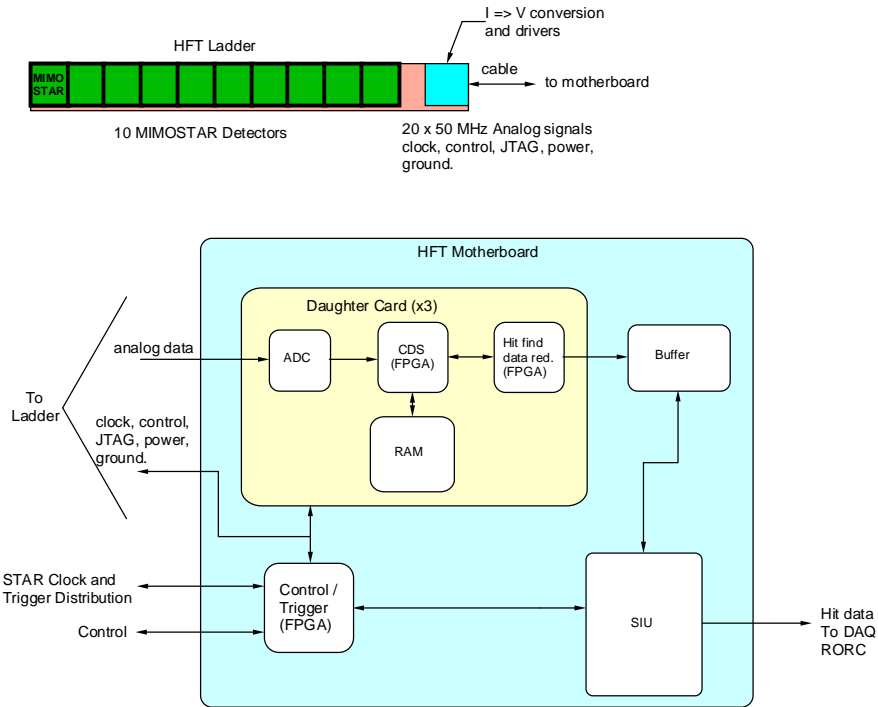 I => V conversion
and drivers
HFT Ladder
MIMO
STAR
cable
to motherboard
10 MIMOSTAR Detectors
20 x 50 MHz Analog signals
clock, control, JTAG, power,
ground.
HFT Motherboard
Daughter Card (x3)
analog data
ADC
CDS
(FPGA)
Hit find
data red.
(FPGA)
Buffer
To
Ladder
clock, control,
JTAG, power,
ground.
RAM
STAR Clock and
Trigger Distribution
Control /
Trigger
(FPGA)
Control
SIU
Hit data
To DAQ
RORC